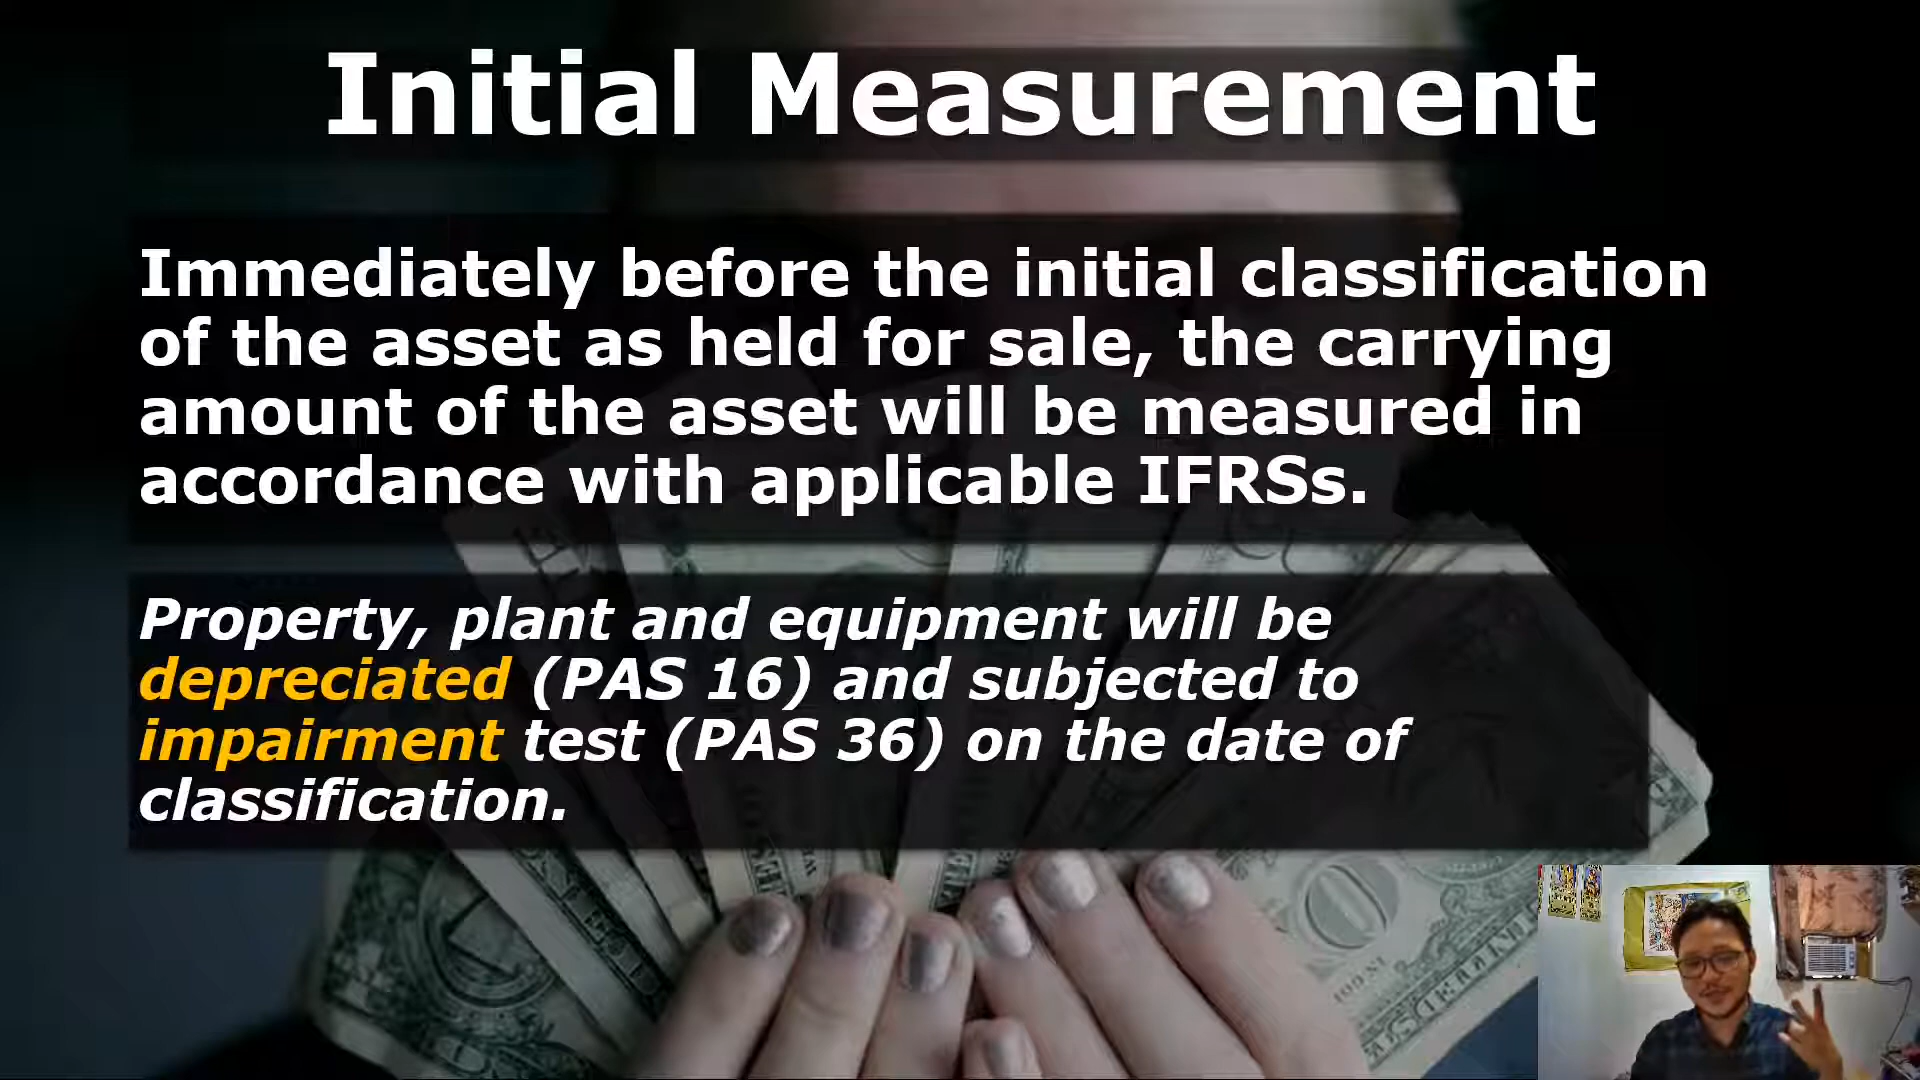 Initial Measurement
Immediately before the initial classification
of the asset as held for sale, the carrying
amount of the asset will be measured in
accordance with applicable IFRSs.
Property, plant and equipment will be
depreciated (PAS 16) and subjected to
impairment test (PAS 36) on the date of
classification.